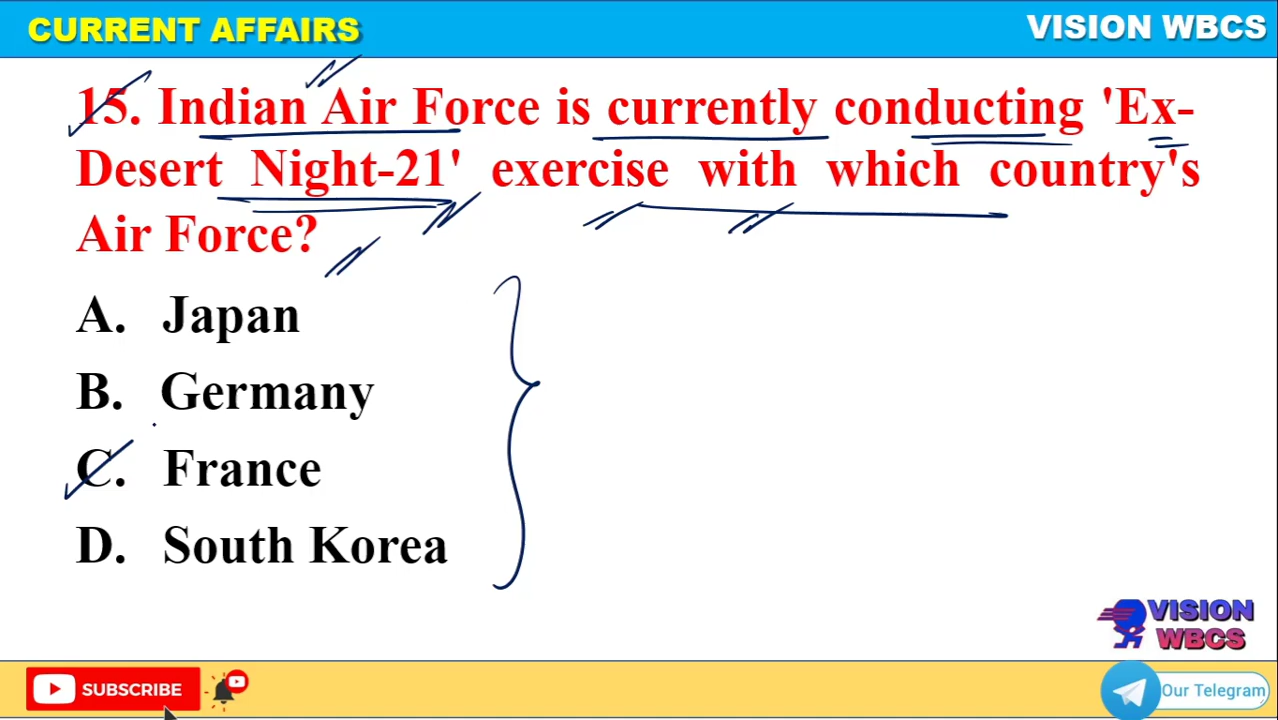 CURRENT AFFAIRS
VISION WBCS
15. Indian Air Force is currently conducting 'Ex-
Desert Night-21' exercise with which country's
Air Force?
A. Japan
B. Germany
C. France
D. South Korea
VISION
WBCS
SUBSCRIBE
Our Telegram